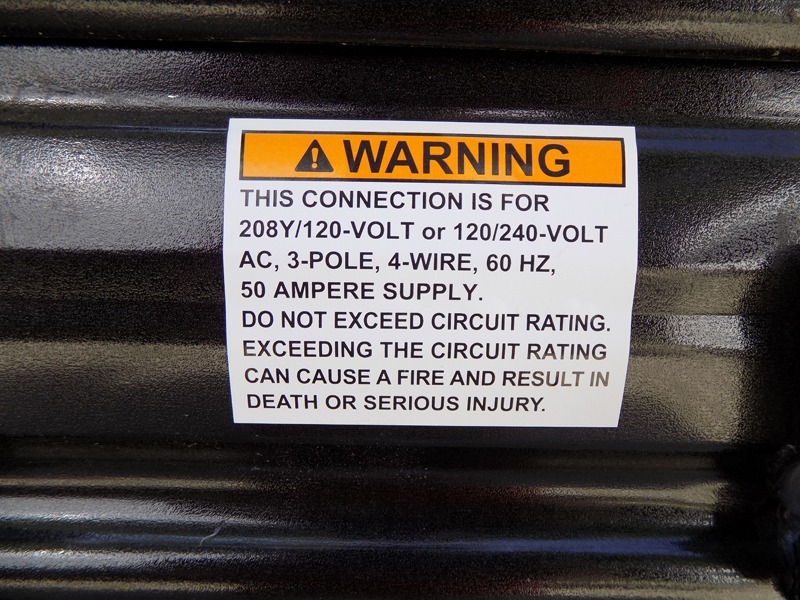 WARNING
THIS CONNECTION IS FOR
208Y/120-VOLT or 120/240-VOLT
AC, 3-POLE, 4-WIRE, 60 HZ,
50 AMPERE SUPPLY.
DO NOT EXCEED CIRCUIT RATING.
EXCEEDING THE CIRCUIT RATING
CAN CAUSE A FIRE AND RESULT IN
DEATH OR SERIOUS INJURY.